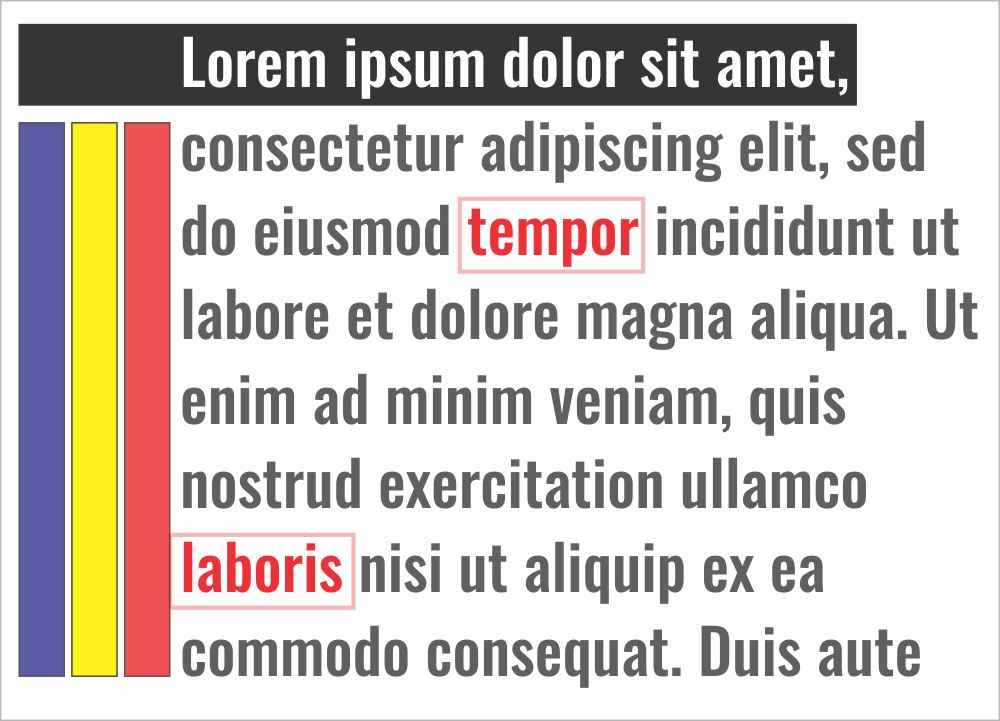 Lorem ipsum dolor sit amet,
consectetur adipiscing elit, sed
do eiusmod tempor incididunt ut
labore et dolore magna aliqua. Ut
enim ad minim veniam, quis
nostrud exercitation ullamco
laboris nisi ut aliquip ex ea
commodo consequat. Duis aute